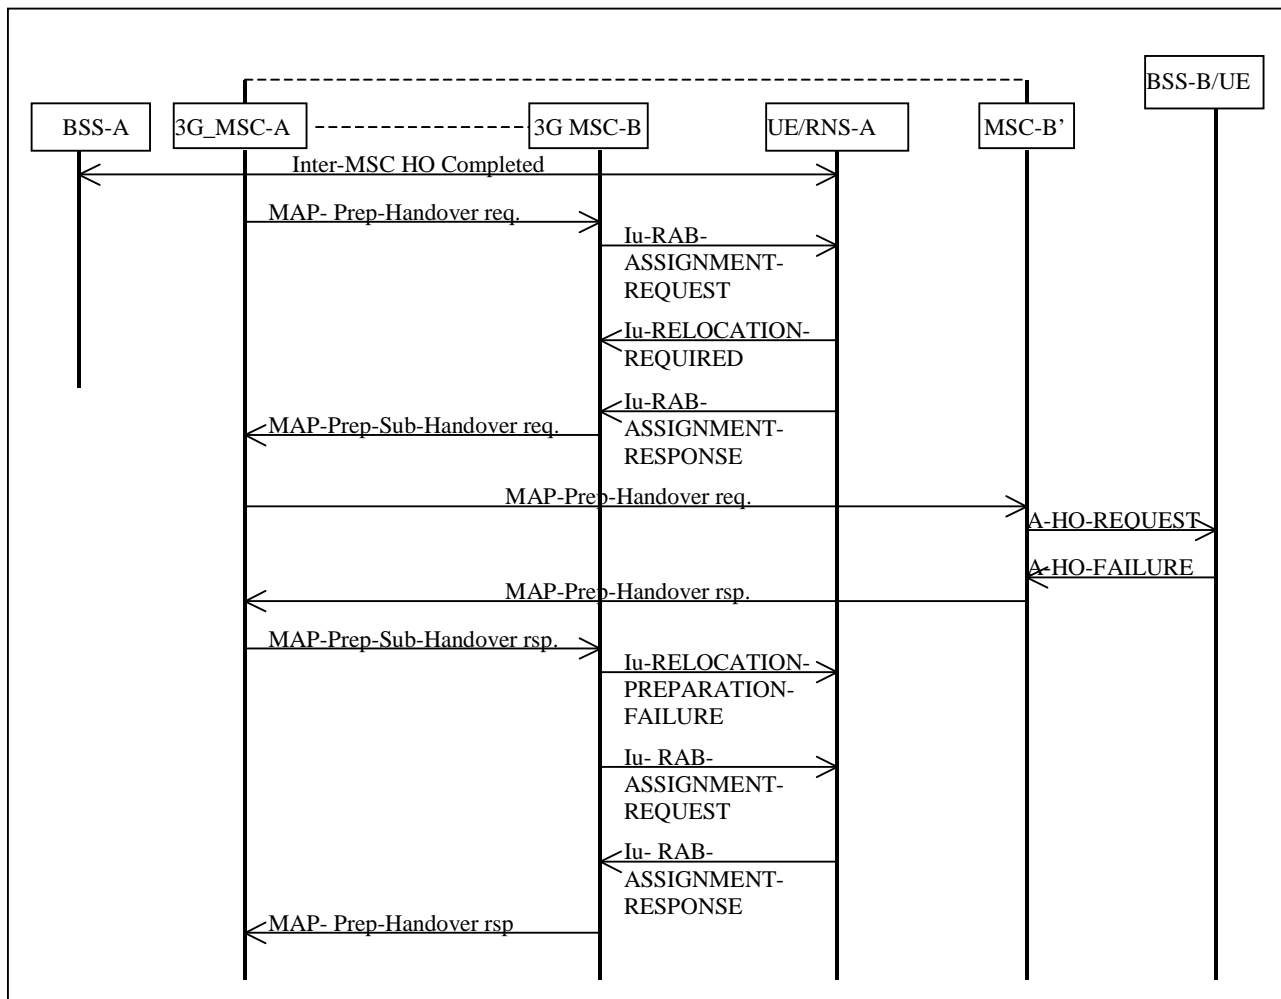 BSS-B/UE
BSS-A
3G_MSC-A
3G MSC-B
UE/RNS-A
MSC-B’
Inter-MSC HO Completed
MAP- Prep-Handover req.
Iu-RAB-
ASSIGNMENT-
REQUEST
Iu-RELOCATION-
REQUIRED
Iu-RAB-
ASSIGNMENT-
RESPONSE
MAP-Prep-Sub-Handover req.
MAP-Prep-Handover req.
A-HO-REQUEST
A-HO-FAILURE
MAP-Prep-Handover rsp.
MAP-Prep-Sub-Handover rsp.
Iu-RELOCATION-
PREPARATION-
FAILURE
Iu- RAB-
ASSIGNMENT-
REQUEST
Iu- RAB-
ASSIGNMENT-
RESPONSE
MAP- Prep-Handover rsp